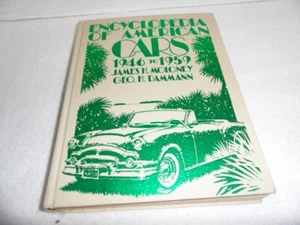 ENCYCLOPEDIA
OF AMERICAN
CARS
1946 TO 1959
JAMES H. MOLONEY
GEO. H. DAMMANN